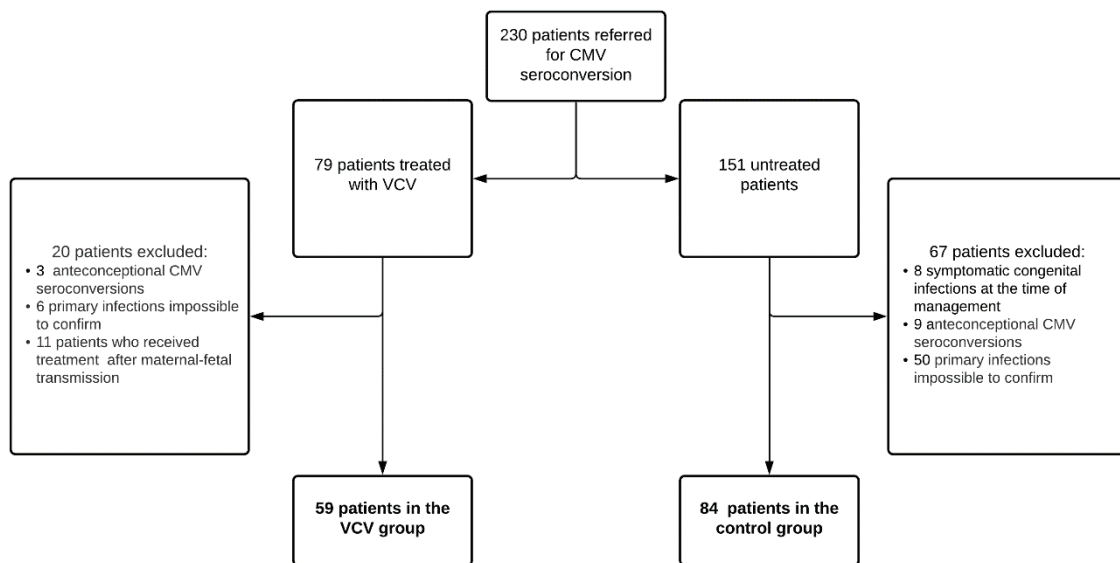 230 patients referred
for CMV
seroconversion
79 patients treated
with VCV
151 untreated
patients
20 patients excluded:
• 3 anteconceptional CMV
seroconversions
• 6 primary infections impossible
to confirm
• 11 patients who received
treatment after maternal-fetal
transmission
67 patients excluded:
• 8 symptomatic congenital
infections at the time of
management
• 9 anteconceptional CMV
seroconversions
• 50 primary infections
impossible to confirm
59 patients in the
VCV group
84 patients in the
control group